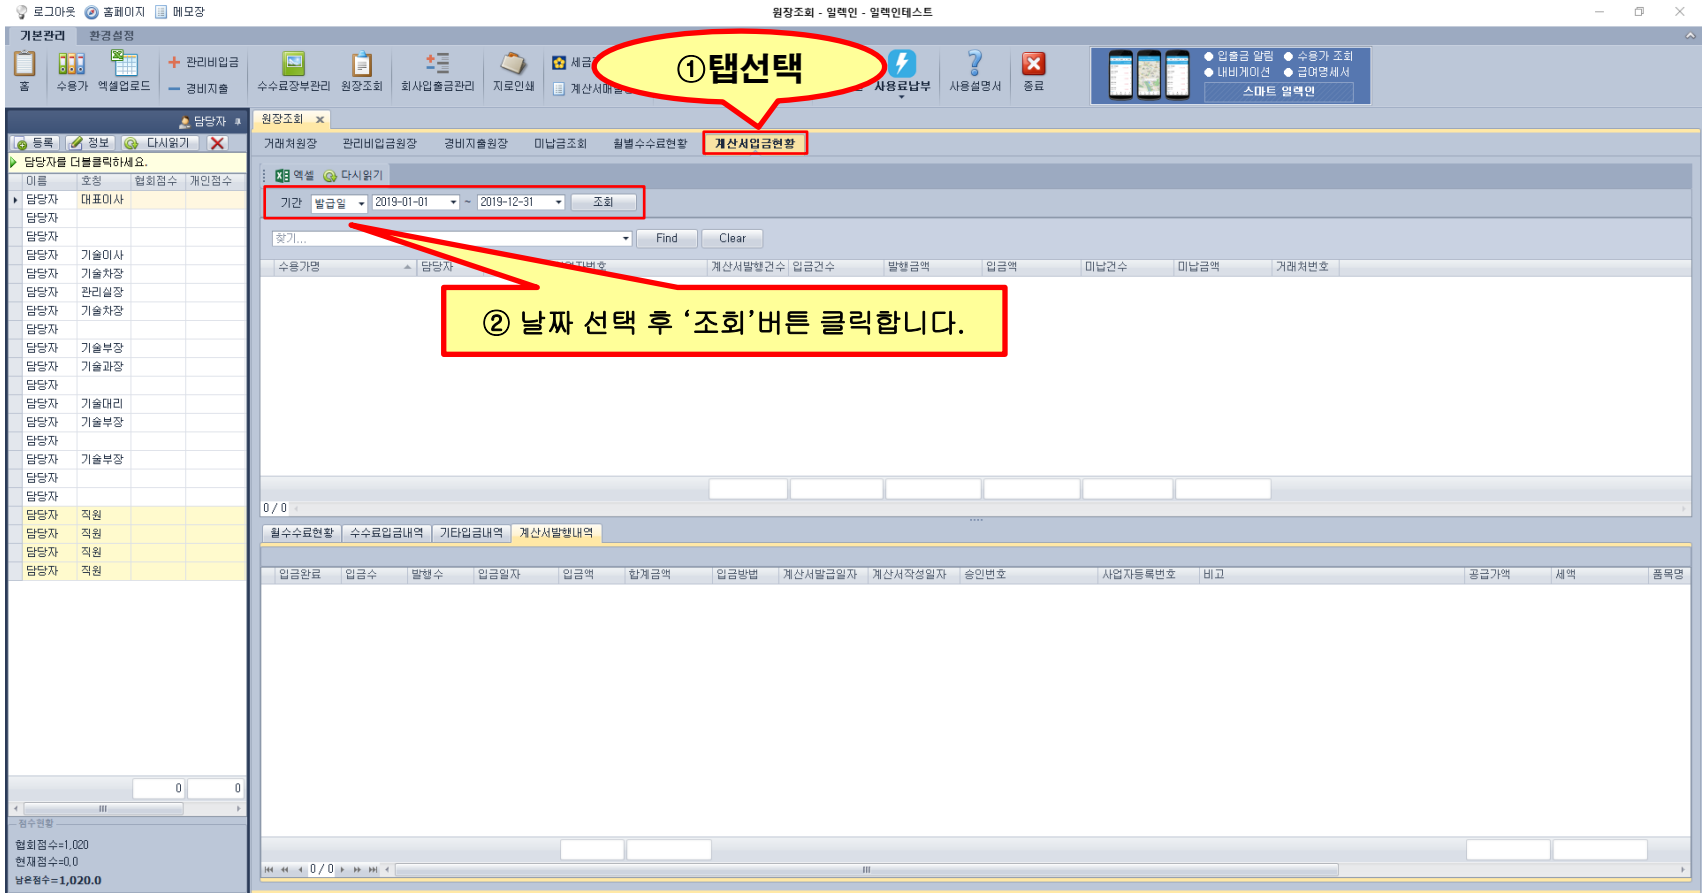 로그아웃 홈페이지 메모장
원장조회 - 일렉인 - 일렉인테스트
기본관리 환경설정
홈 수용가 엑셀업로드
관리비입금
경비지출
수수료장부관리 원장조회 회사입출금관리 지로인쇄
세금
계산서매
사용료납부 사용설명서 종료
입출금 알림 수용가 조회
내비게이션 급여명세서
스마트 일렉인
①탭선택
담당자
등록 정보 다시읽기
담당자를 더블클릭하세요.
이름 호칭 협회점수 개인점수
담당자 대표이사
담당자
담당자
담당자 기술이사
담당자 기술차장
담당자 관리실장
담당자 기술차장
담당자
담당자 기술부장
담당자 기술과장
담당자
담당자 기술대리
담당자 기술부장
담당자
담당자 기술부장
담당자
담당자
담당자 직원
담당자 직원
담당자 직원
담당자 직원
0 0
점수현황
협회점수=1,020
현재점수=0,0
남은점수=1,020.0
원장조회
거래처원장 관리비입금원장 경비지출원장 미납금조회 월별수수료현황 계산서입금현황
엑셀 다시읽기
기간 발급일 2019-01-01 ~ 2019-12-31 조회
찾기... Find Clear
수용가명 담당자 계산서발행건수 입금건수 발행금액 입금액 미납건수 미납금액 거래처번호
② 날짜 선택 후 ‘조회’버튼 클릭합니다.
0 / 0
월수수료현황 수수료입금내역 기타입금내역 계산서발행내역
입금완료 입금수 발행수 입금일자 입금액 합계금액 입금방법 계산서발급일자 계산서작성일자 승인번호 사업자등록번호 비고 공급가액 세액 품목명
0 / 0